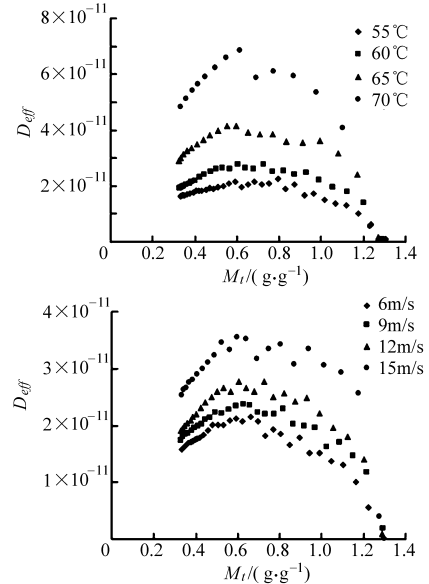 8×10⁻¹¹
6×10⁻¹¹
4×10⁻¹¹
2×10⁻¹¹
D_eff
55℃
60℃
65℃
70℃
0 0.2 0.4 0.6 0.8 1.0 1.2 1.4
M_t/(g·g⁻¹)
4×10⁻¹¹
3×10⁻¹¹
2×10⁻¹¹
1×10⁻¹¹
D_eff
6m/s
9m/s
12m/s
15m/s
0 0.2 0.4 0.6 0.8 1.0 1.2 1.4
M_t/(g·g⁻¹)